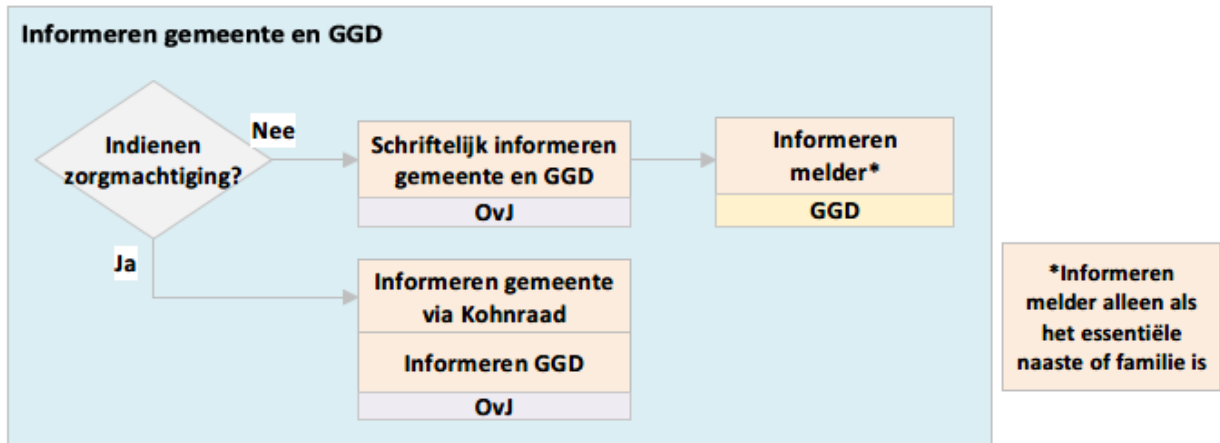 Informeren gemeente en GGD
Indienen
zorgmachtiging?
Nee
Schriftelijk informeren
gemeente en GGD
OvJ
Informeren
melder*
GGD
Ja
Informeren gemeente
via Kohnraad
Informeren GGD
OvJ
*Informeren
melder alleen als
het essentiële
naaste of familie is